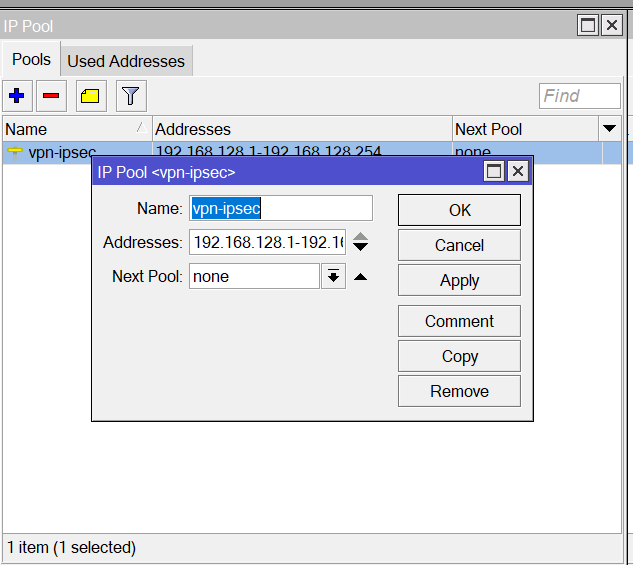 IP Pool
Pools Used Addresses
Find
Name Addresses Next Pool
vpn-ipsec 192.168.128.1-192.168.128.254 none
IP Pool <vpn-ipsec>
Name: vpn-ipsec OK
Addresses: 192.168.128.1-192.16 Cancel
Next Pool: none Apply
Comment
Copy
Remove
1 item (1 selected)